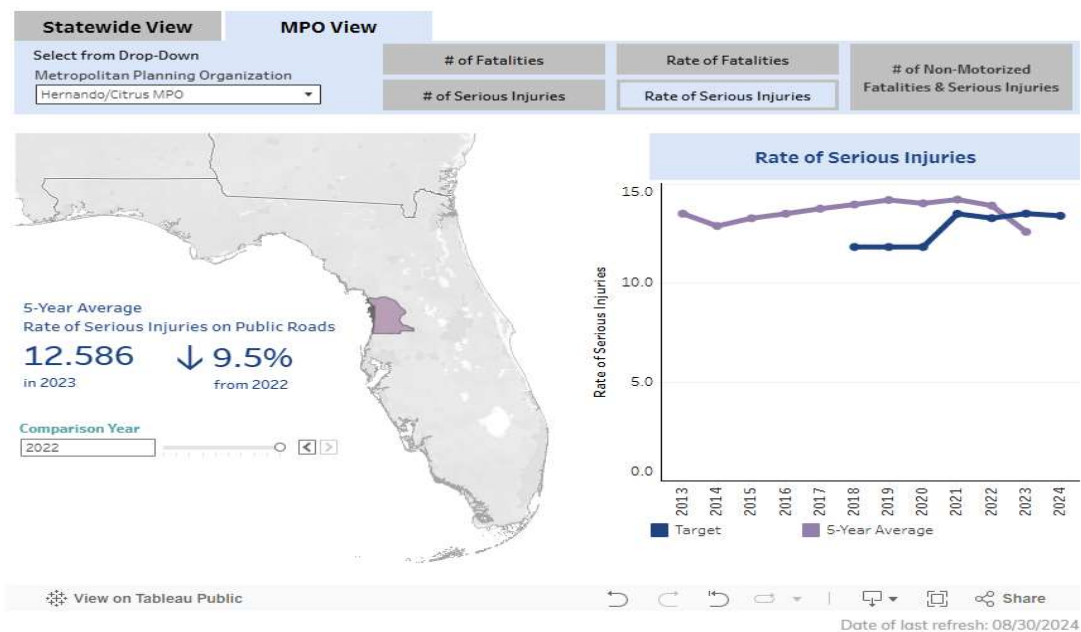 Statewide View
MPO View
Select from Drop-Down
Metropolitan Planning Organization
Hernando/Citrus MPO
# of Fatalities
Rate of Fatalities
# of Non-Motorized
Fatalities & Serious Injuries
# of Serious Injuries
Rate of Serious Injuries
5-Year Average
Rate of Serious Injuries on Public Roads
12.586
↓ 9.5%
in 2023
from 2022
Comparison Year
2022
Rate of Serious Injuries
Rate of Serious Injuries
15.0
10.0
5.0
0.0
2013
2014
2015
2016
2017
2018
2019
2020
2021
2022
2023
2024
Target
5-Year Average
View on Tableau Public
Share
Date of last refresh: 08/30/2024